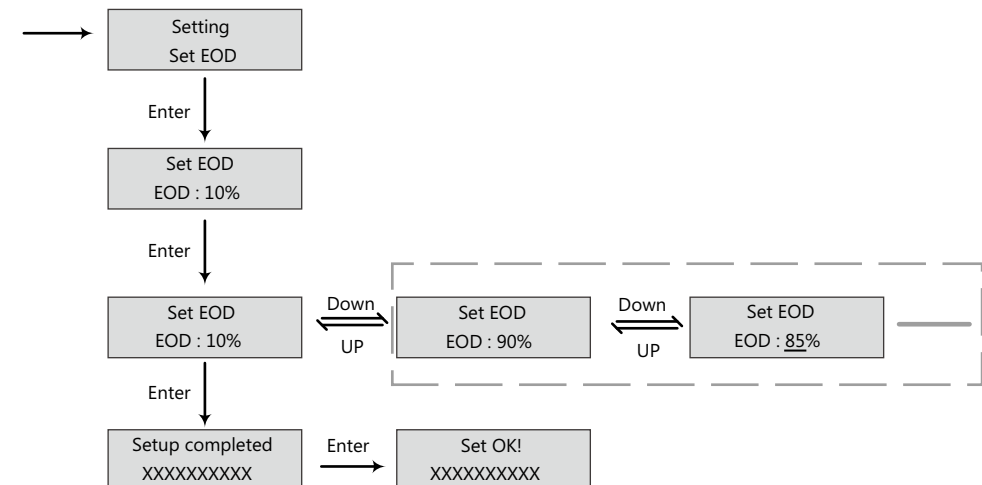 Setting
Set EOD
Enter
Set EOD
EOD : 10%
Enter
Set EOD
EOD : 10%
Down
UP
Set EOD
EOD : 90%
Down
UP
Set EOD
EOD : 85%
Enter
Setup completed
XXXXXXXXXX
Enter
Set OK!
XXXXXXXXXX